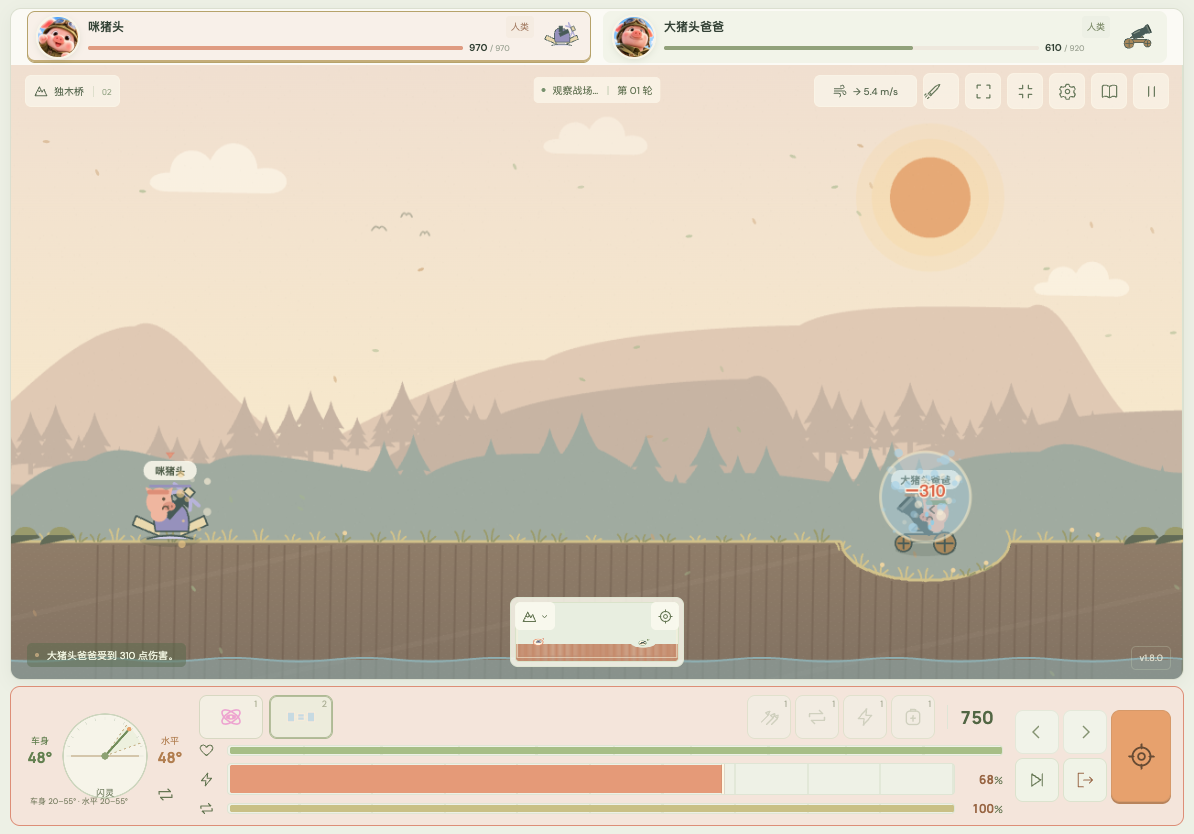 咪猪头
人类
970 / 970
大猪头爸爸
人类
610 / 920
独木桥 02
观察战场… 第 01 轮
→ 5.4 m/s
咪猪头
-310
大猪头爸爸受到 310 点伤害。
v1.8.0
车身
48°
水平
48°
闪灵
车身 20–55° · 水平 20–55°
1
2
1
1
1
1
750
68%
100%